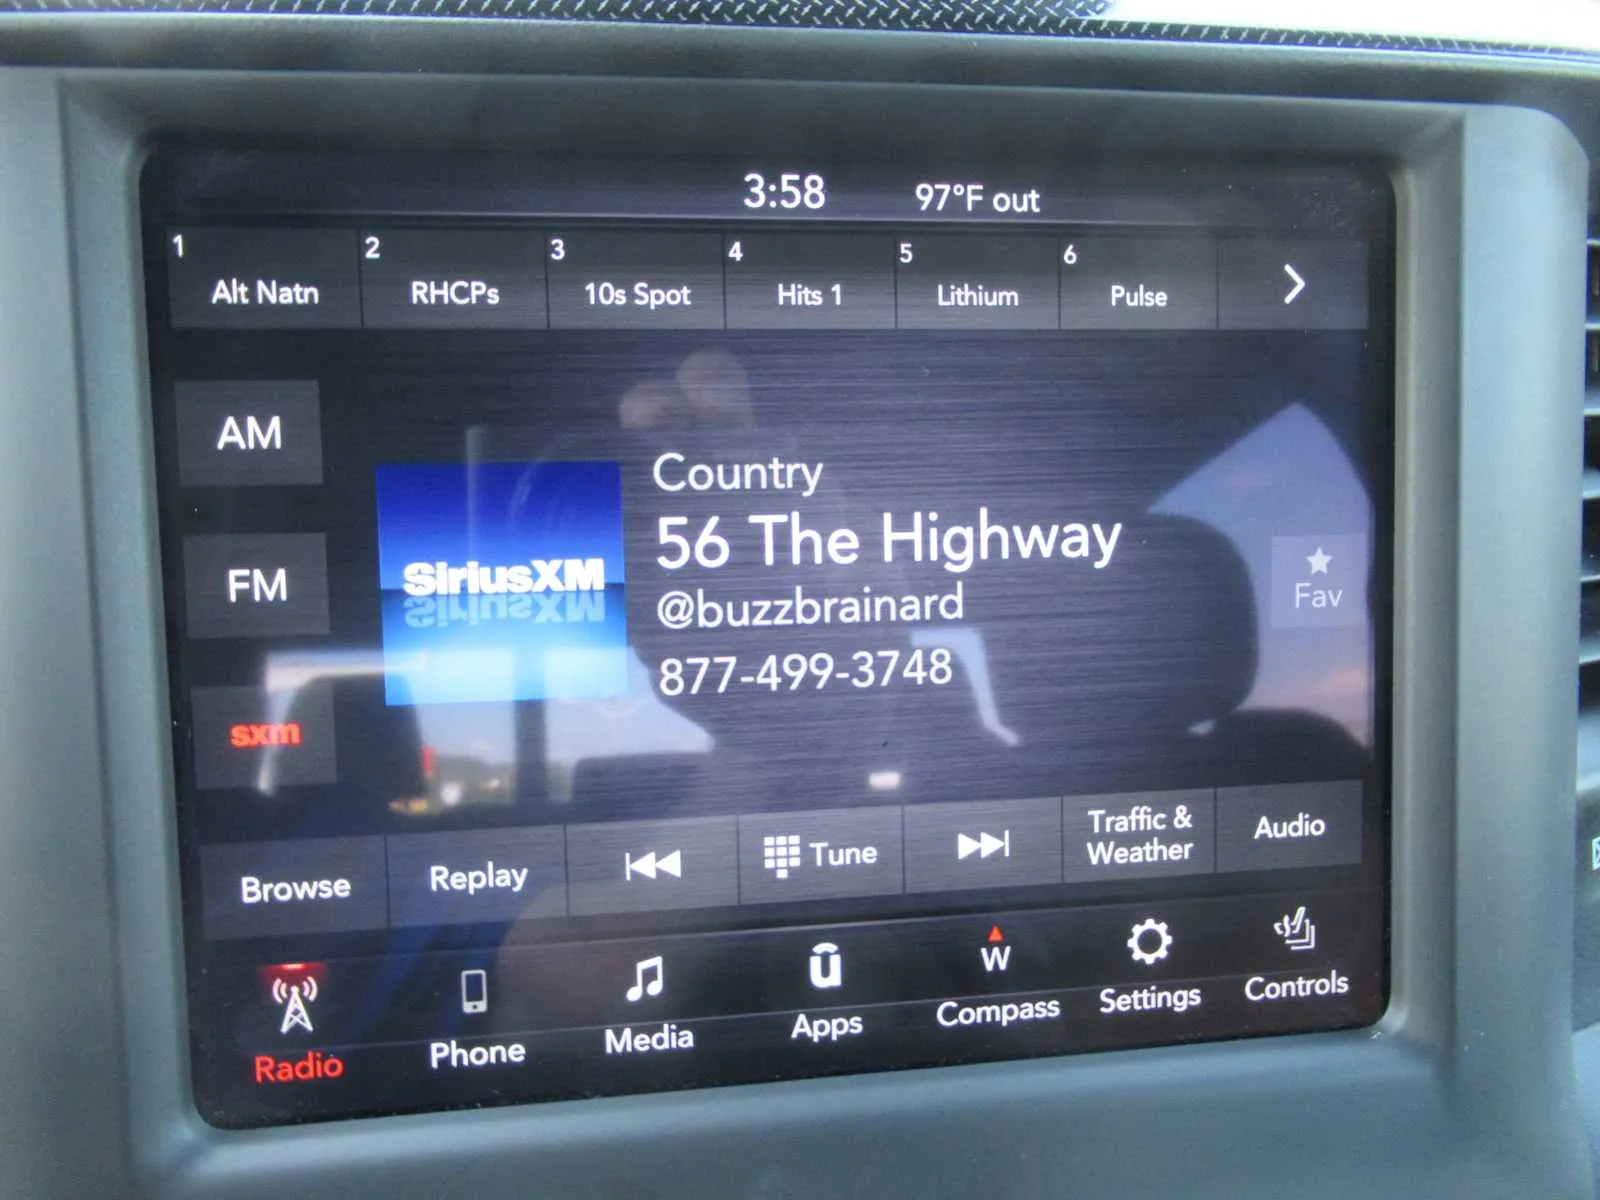 3:58 97°F out
1 2 3 4 5 6
Alt Natn RHCPs 10s Spot Hits 1 Lithium Pulse
AM
FM
sxm
SiriusXM
Country
56 The Highway
@buzzbrainard
877-499-3748
Fav
Browse Replay Tune Traffic & Weather Audio
W
Radio Phone Media Apps Compass Settings Controls